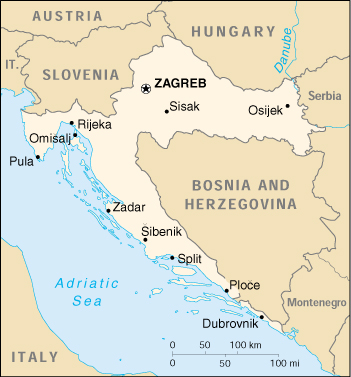 AUSTRIA
HUNGARY
Danube
IT.
SLOVENIA
ZAGREB
Sisak
Osijek
Serbia
Rijeka
Omisalj
Pula
BOSNIA AND
HERZEGOVINA
Zadar
Šibenik
Split
Adriatic
Sea
Ploce
Montenegro
Dubrovnik
ITALY
0 50 100 km
0 50 100 mi